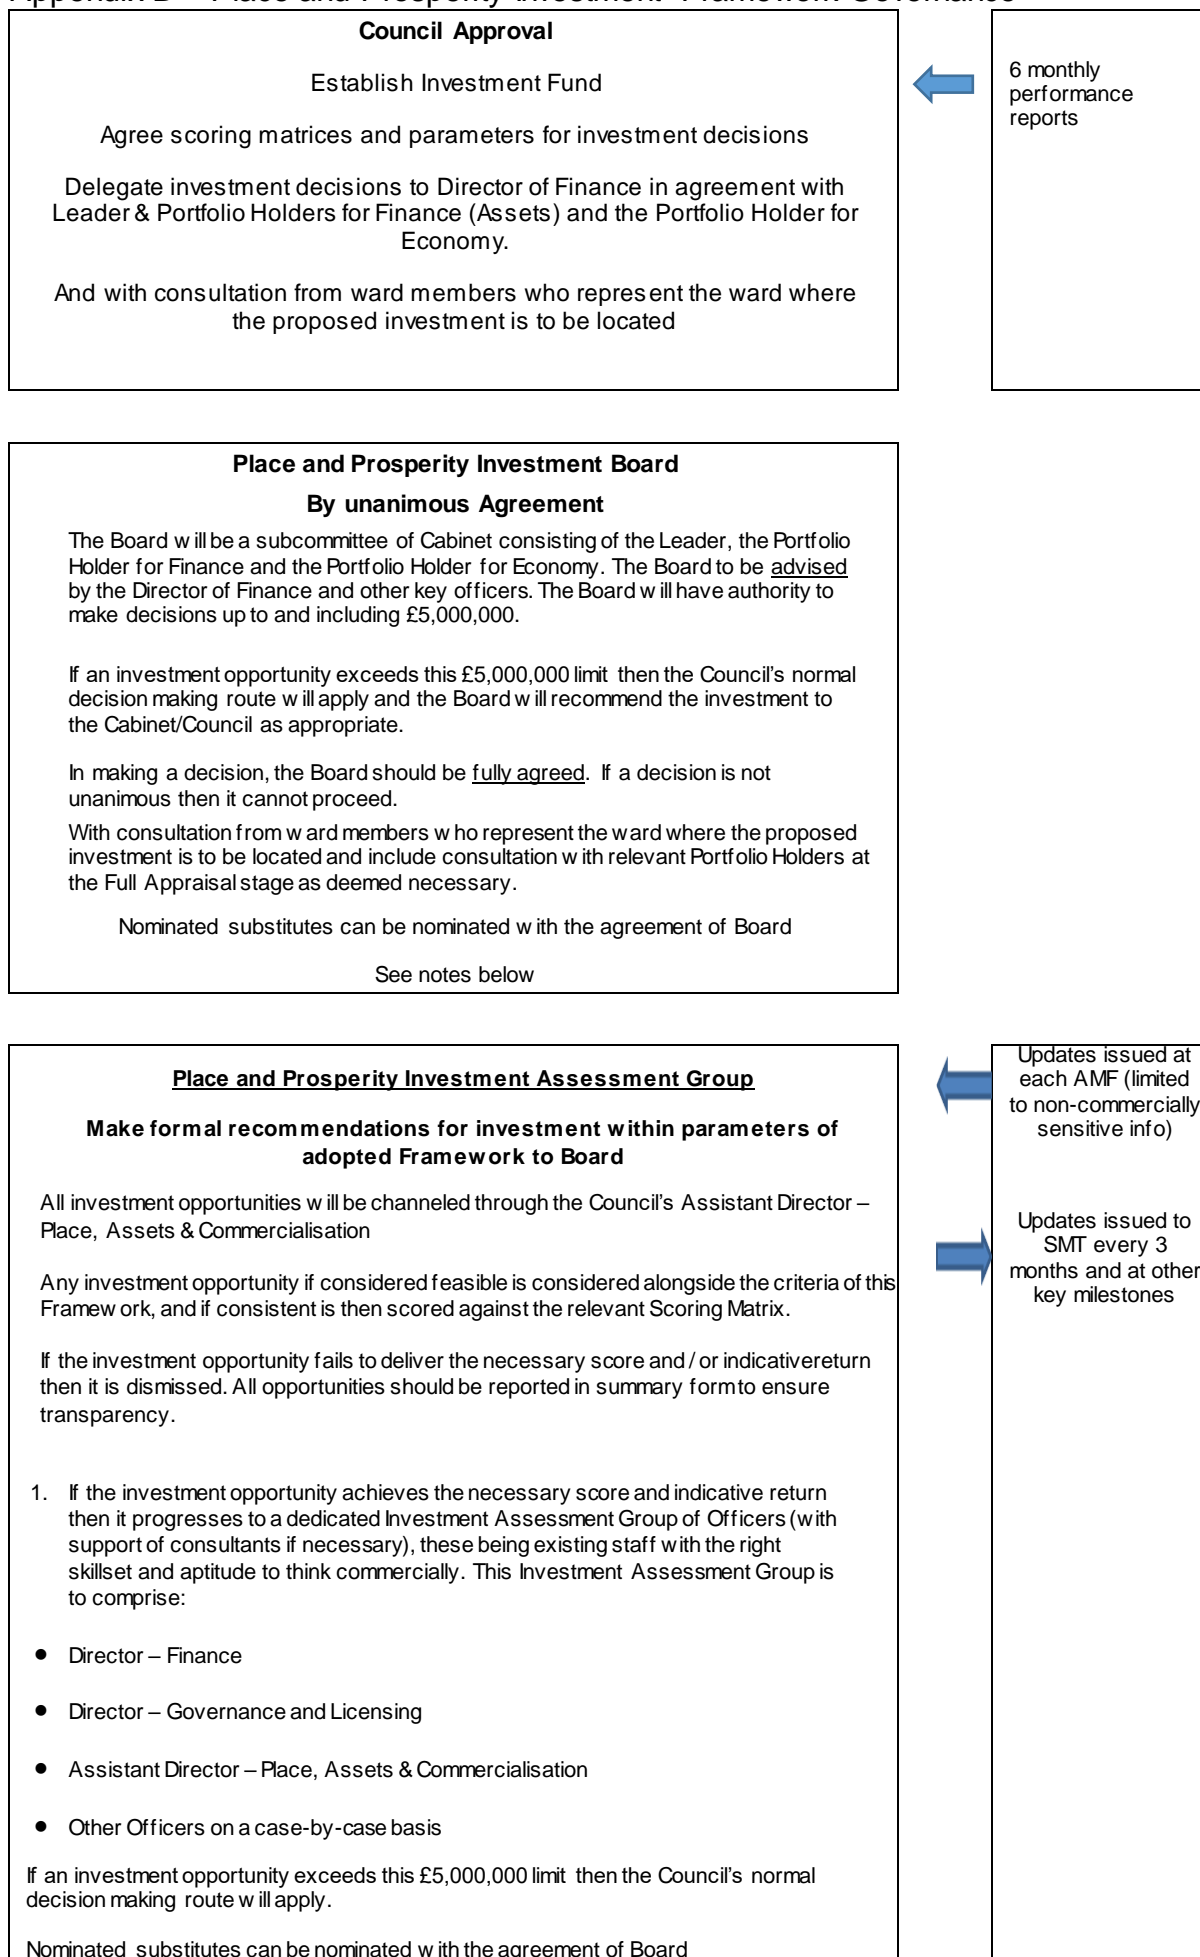 Appendix B – Place and Prosperity Investment Framework Governance
Council Approval
Establish Investment Fund
Agree scoring matrices and parameters for investment decisions
Delegate investment decisions to Director of Finance in agreement with
Leader & Portfolio Holders for Finance (Assets) and the Portfolio Holder for
Economy.
And with consultation from ward members who represent the ward where
the proposed investment is to be located
6 monthly
performance
reports
Place and Prosperity Investment Board
By unanimous Agreement
The Board will be a subcommittee of Cabinet consisting of the Leader, the Portfolio
Holder for Finance and the Portfolio Holder for Economy. The Board to be advised
by the Director of Finance and other key officers. The Board will have authority to
make decisions up to and including £5,000,000.
If an investment opportunity exceeds this £5,000,000 limit then the Council's normal
decision making route will apply and the Board will recommend the investment to
the Cabinet/Council as appropriate.
In making a decision, the Board should be fully agreed. If a decision is not
unanimous then it cannot proceed.
With consultation from ward members who represent the ward where the proposed
investment is to be located and include consultation with relevant Portfolio Holders at
the Full Appraisal stage as deemed necessary.
Nominated substitutes can be nominated with the agreement of Board
See notes below
Place and Prosperity Investment Assessment Group
Make formal recommendations for investment within parameters of
adopted Framework to Board
All investment opportunities will be channeled through the Council's Assistant Director –
Place, Assets & Commercialisation
Any investment opportunity if considered feasible is considered alongside the criteria of this
Framework, and if consistent is then scored against the relevant Scoring Matrix.
If the investment opportunity fails to deliver the necessary score and / or indicativereturn
then it is dismissed. All opportunities should be reported in summary form to ensure
transparency.
1. If the investment opportunity achieves the necessary score and indicative return
then it progresses to a dedicated Investment Assessment Group of Officers (with
support of consultants if necessary), these being existing staff with the right
skillset and aptitude to think commercially. This Investment Assessment Group is
to comprise:
• Director – Finance
• Director – Governance and Licensing
• Assistant Director – Place, Assets & Commercialisation
• Other Officers on a case-by-case basis
If an investment opportunity exceeds this £5,000,000 limit then the Council's normal
decision making route will apply.
Nominated substitutes can be nominated with the agreement of Board
Updates issued at
each AMF (limited
to non-commercially
sensitive info)
Updates issued to
SMT every 3
months and at other
key milestones